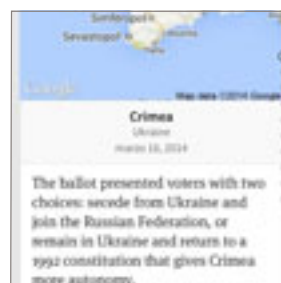 Simferopol
Sevastopol
Google
Map data ©2014 Google
Crimea
Ukraine
marzo 16, 2014
The ballot presented voters with two
choices: secede from Ukraine and
join the Russian Federation, or
remain in Ukraine and return to a
1992 constitution that gives Crimea
more autonomy.